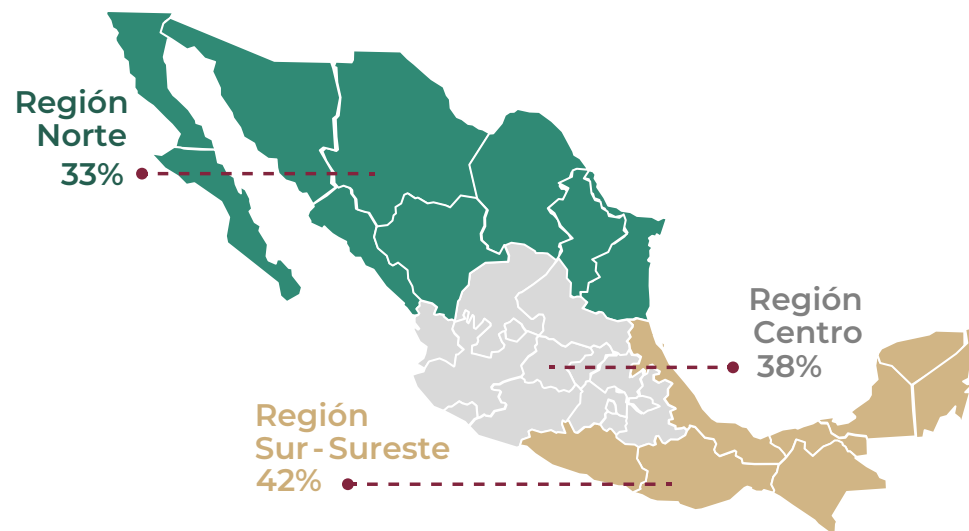 Región
Norte
33%
Región
Centro
38%
Región
Sur-Sureste
42%